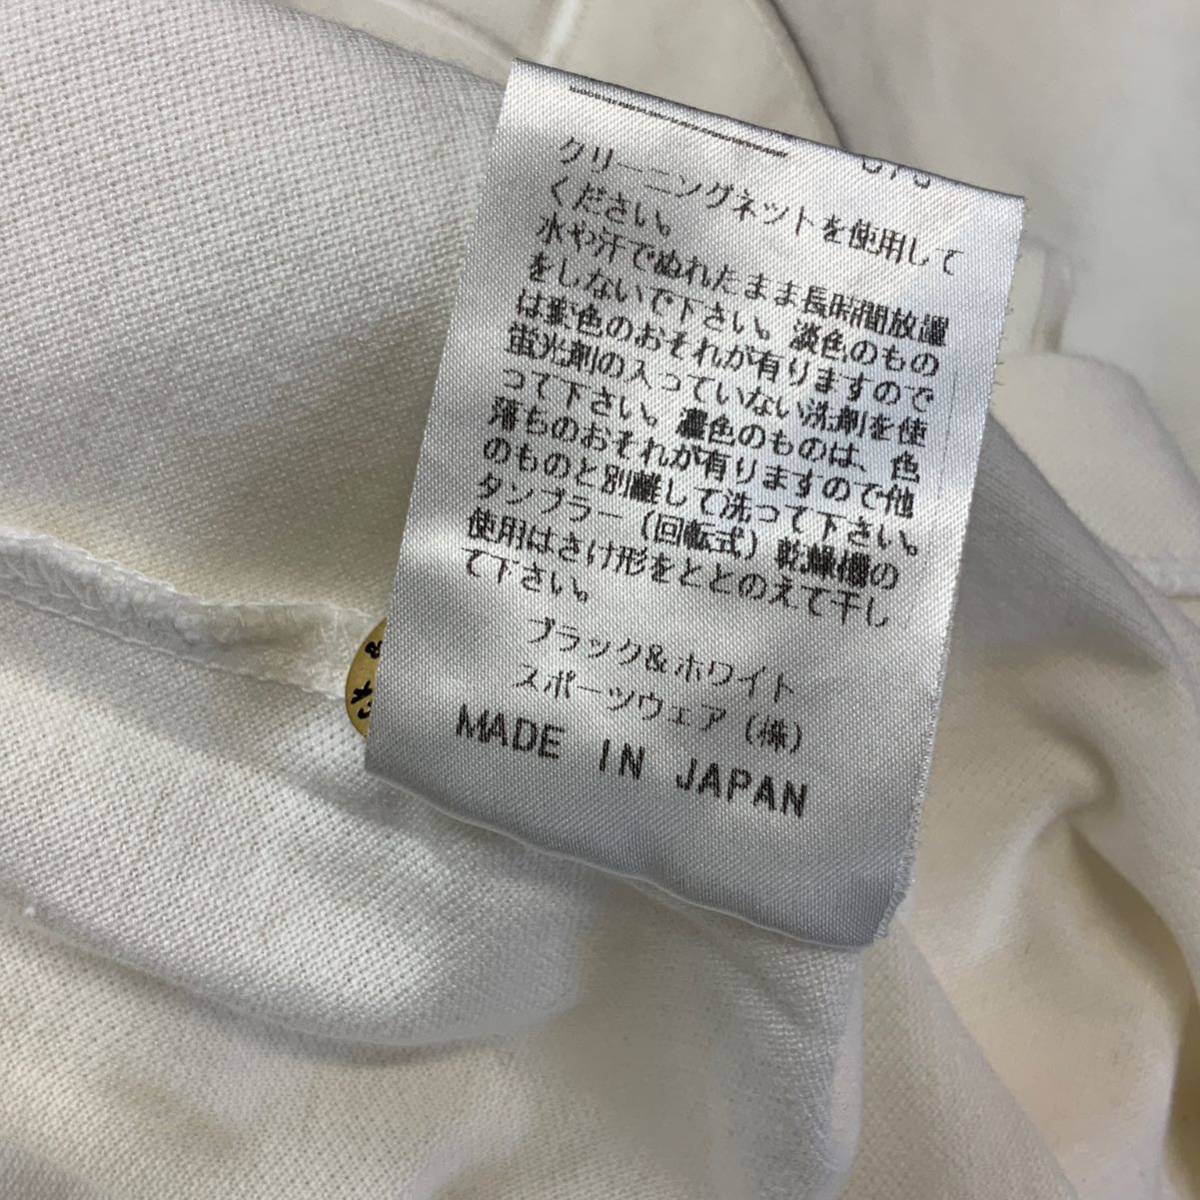 クリーニングネットを使用して
ください。
水や汗でぬれたまま長時間放置
をしないで下さい。淡色のもの
は変色のおそれが有りますので
蛍光剤の入っていない洗剤を使
って下さい。濃色のものは、色
落ちのおそれが有りますので他
のものと別離して洗って下さい。
タンブラー（回転式）乾燥機の
使用はさけ形をととのえて干し
て下さい。
ブラック&ホワイト
スポーツウェア（株）
MADE IN JAPAN